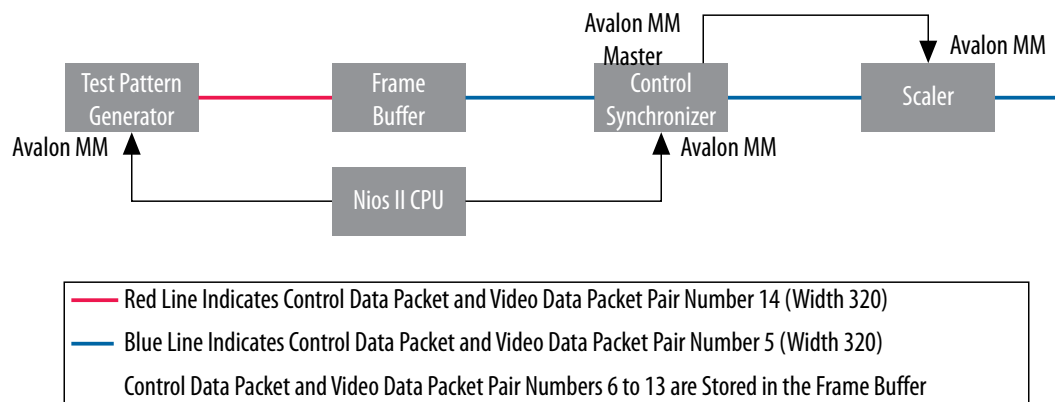 Avalon MM
Master
Avalon MM
Test Pattern
Generator
Frame
Buffer
Control
Synchronizer
Scaler
Avalon MM
Avalon MM
Nios II CPU
Red Line Indicates Control Data Packet and Video Data Packet Pair Number 14 (Width 320)
Blue Line Indicates Control Data Packet and Video Data Packet Pair Number 5 (Width 320)
Control Data Packet and Video Data Packet Pair Numbers 6 to 13 are Stored in the Frame Buffer